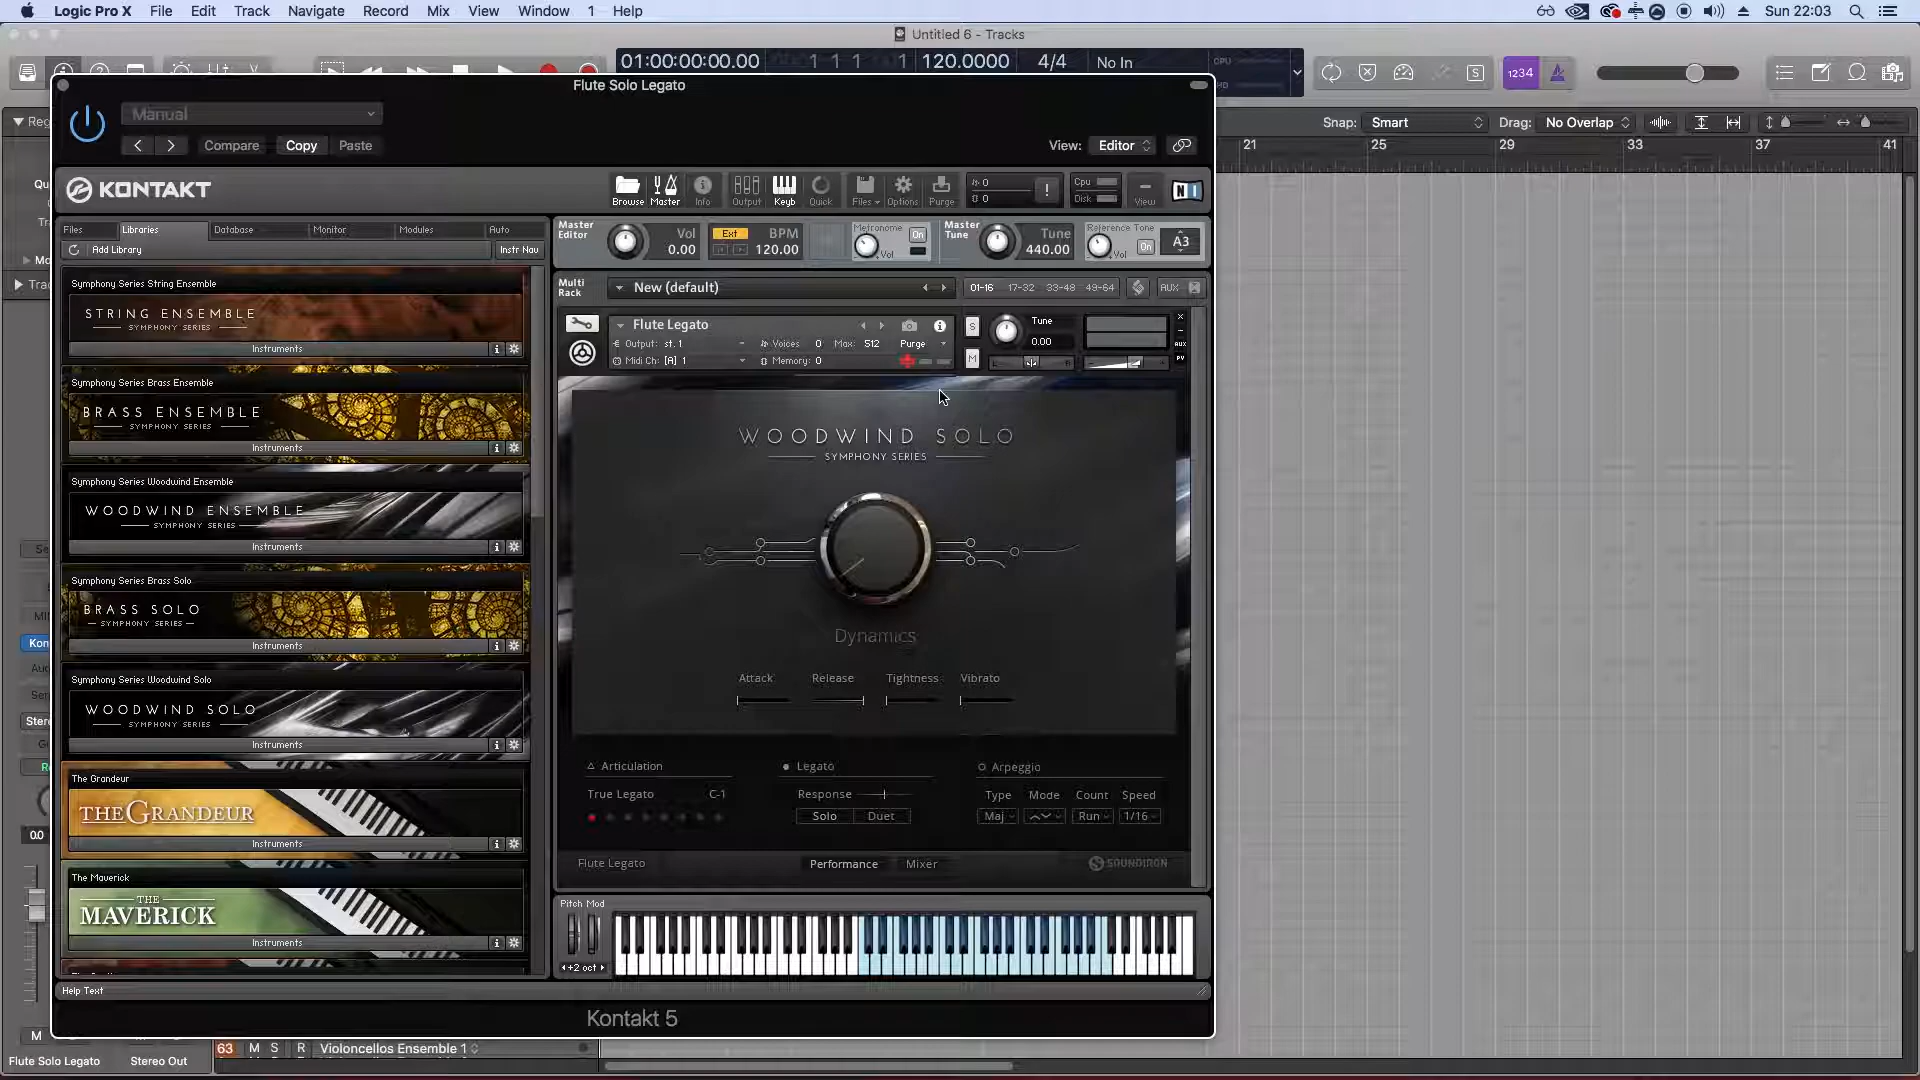 Logic Pro X File Edit Track Navigate Record Mix View Window 1 Help
Sun 22:03
Untitled 6 - Tracks
01:00:00:00.00 1 1 1 1 120.0000 4/4 No In CPU
HD
1234
Flute Solo Legato
Manual
Compare Copy Paste
View: Editor
Snap: Smart Drag: No Overlap
21 25 29 33 37 41
KONTAKT
Browse Master Info Output Keyb Quick Files Options Purge
0
0
!
Cpu
Disk
View
Files Libraries Database Monitor Modules Auto
Add Library
Instr Nav
Master Editor
Vol 0.00
Ext BPM 120.00
Metronome On Vol
Master Tune
Tune 440.00
Reference Tone Vol On
A3
Multi Rack
New (default)
01-16 17-32 33-48 49-64 AUX
Flute Legato
Output: st. 1 Voices: 0 Max: 512 Purge
Midi Ch: [A] 1 Memory: 0
S
M
Tune
0.00
L R
AUX
PV
Symphony Series String Ensemble
STRING ENSEMBLE
SYMPHONY SERIES
Instruments
Symphony Series Brass Ensemble
BRASS ENSEMBLE
SYMPHONY SERIES
Instruments
Symphony Series Woodwind Ensemble
WOODWIND ENSEMBLE
SYMPHONY SERIES
Instruments
Symphony Series Brass Solo
BRASS SOLO
SYMPHONY SERIES
Instruments
Symphony Series Woodwind Solo
WOODWIND SOLO
SYMPHONY SERIES
Instruments
The Grandeur
THE GRANDEUR
Instruments
The Maverick
THE
MAVERICK
Instruments
WOODWIND SOLO
SYMPHONY SERIES
Dynamics
Attack Release Tightness Vibrato
Articulation
True Legato C-1
Legato
Response
Solo Duet
Arpeggio
Type Mode Count Speed
Maj Run 1/16
Flute Legato Performance Mixer SOUNDIRON
Pitch Mod
+2 oct
Help Text
Kontakt 5
0.0
M
63 M S R Violoncellos Ensemble 1
Flute Solo Legato Stereo Out